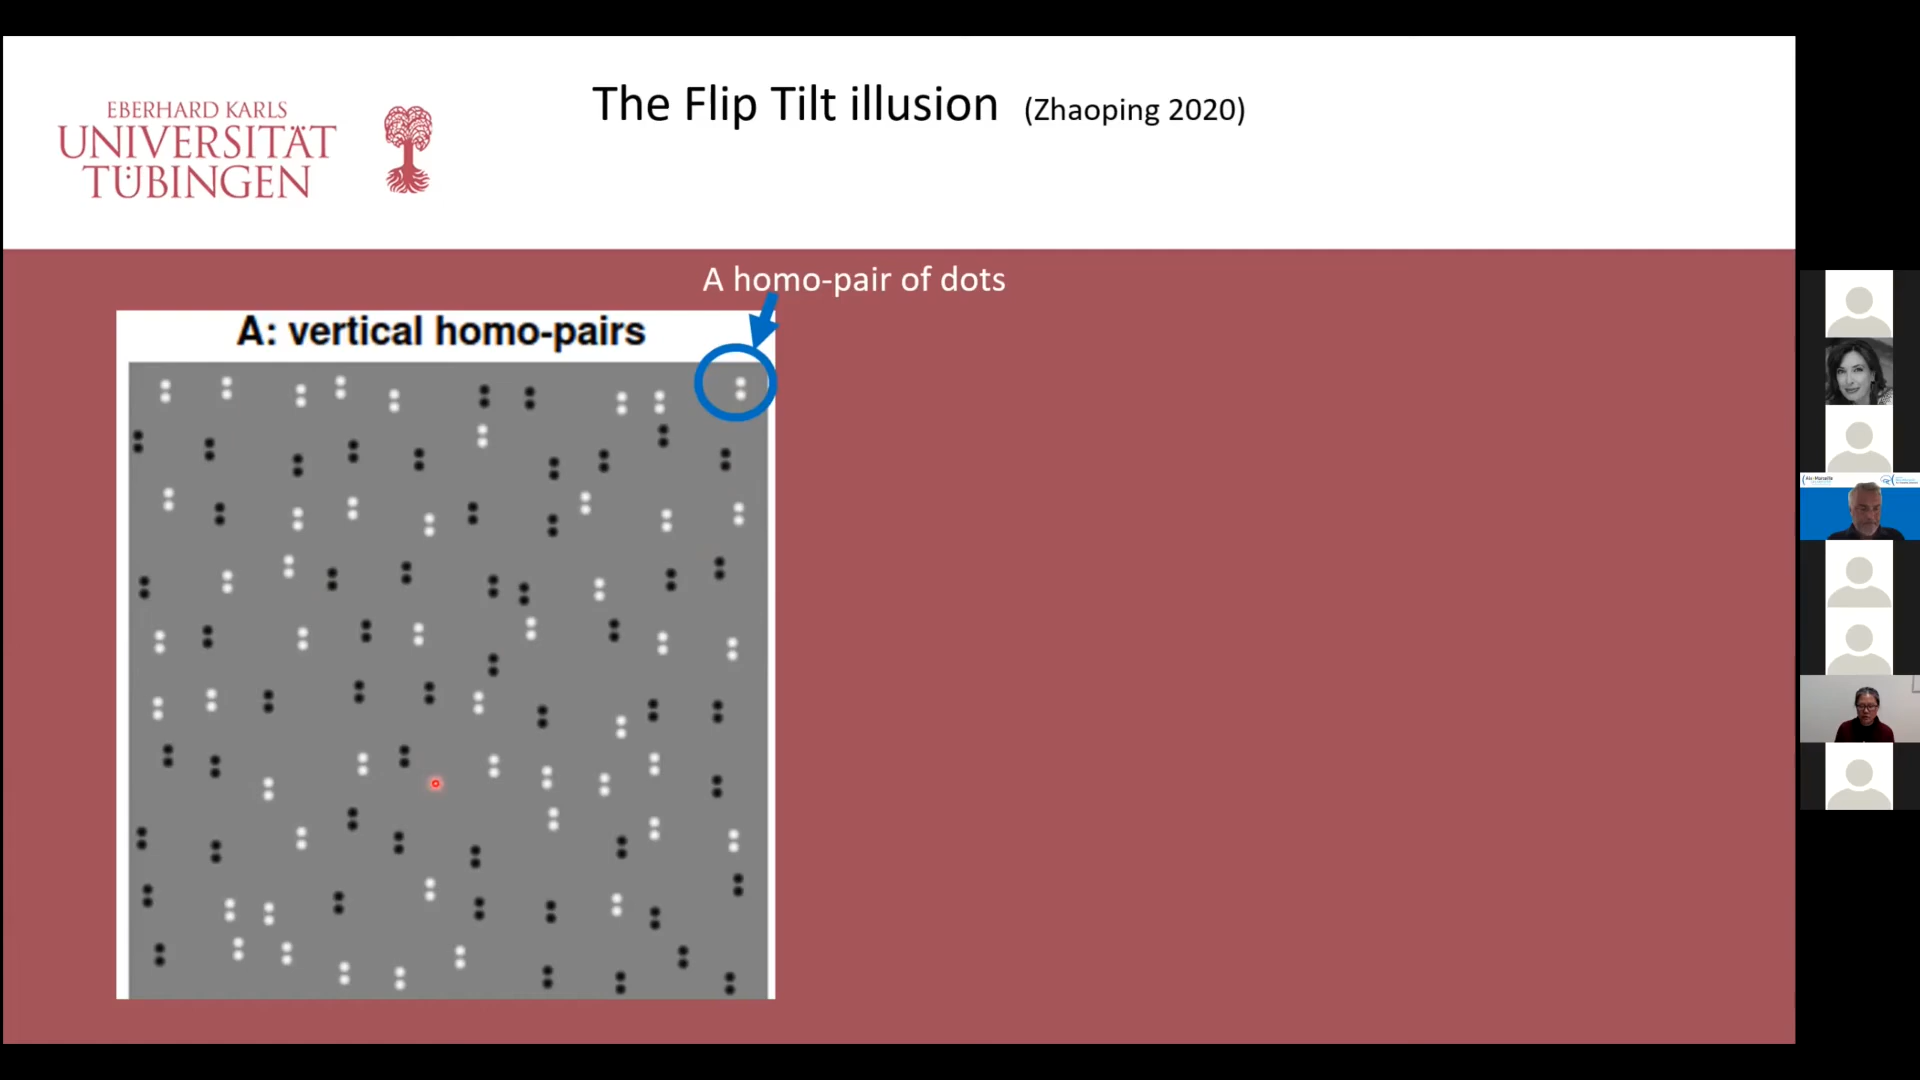 The Flip Tilt illusion (Zhaoping 2020)
EBERHARD KARLS
UNIVERSITÄT
TÜBINGEN
A homo-pair of dots
A: vertical homo-pairs